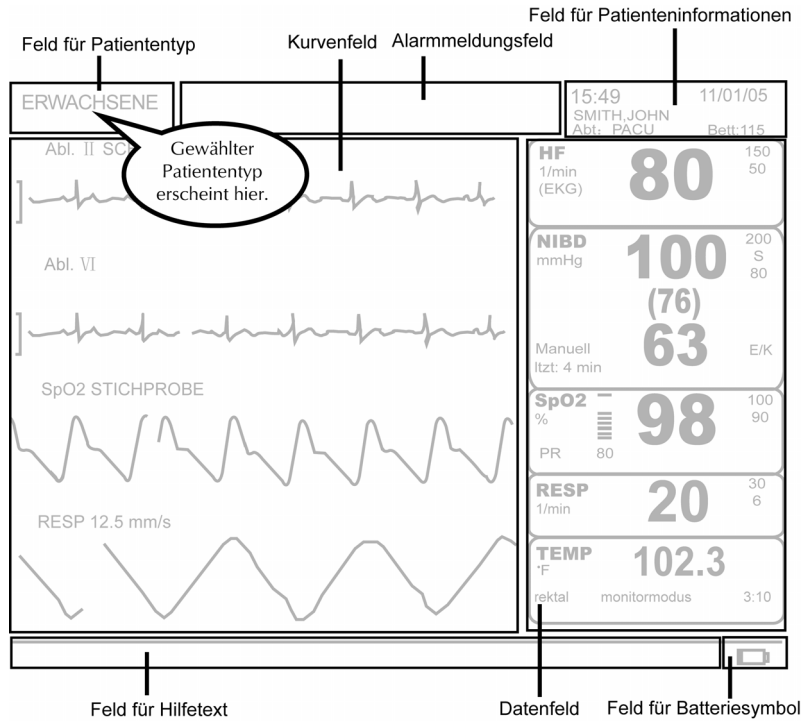 Feld für Patienteninformationen
Feld für Patiententyp
Kurvenfeld
Alarmmeldungsfeld
ERWACHSENE
15:49 11/01/05
SMITH,JOHN
Abt: PACU Bett:115
Gewählter
Patiententyp
erscheint hier.
Abl. II
HF
1/min
(EKG)
80
150
50
Abl. VI
NIBD
mmHg
100
(76)
63
200
S
80
Manuell
ltzt: 4 min
E/K
SpO2 STICHPROBE
SpO2
%
98
100
90
PR 80
RESP 12.5 mm/s
RESP
1/min
20
30
6
TEMP
°F
102.3
rektal monitormodus 3:10
Feld für Hilfetext
Datenfeld
Feld für Batteriesymbol